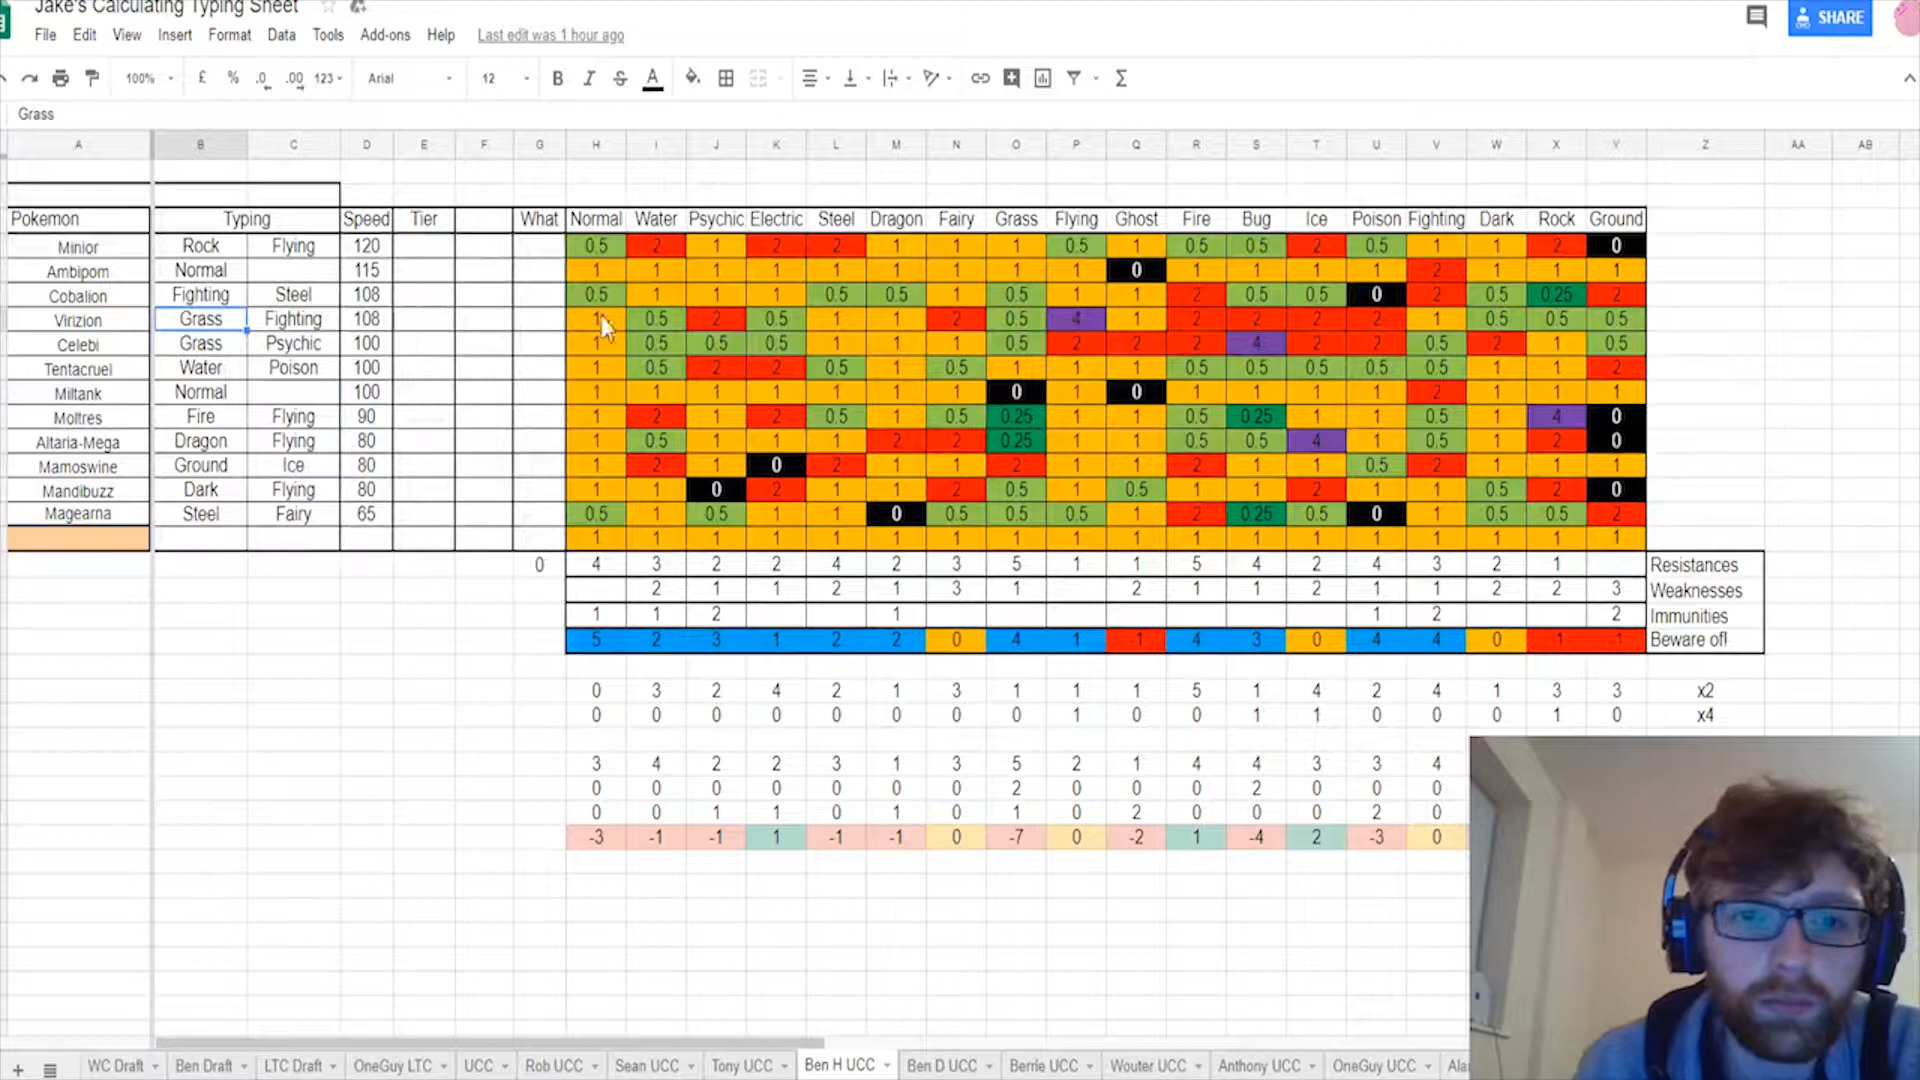 Jake's Calculating Typing Sheet
File Edit View Insert Format Data Tools Add-ons Help Last edit was 1 hour ago
SHARE
100% £ % .0 .00 123 Arial 12 B I S A Σ
Grass
A B C D E F G H I J K L M N O P Q R S T U V W X Y Z AA AB
Pokemon Typing Speed Tier What Normal Water Psychic Electric Steel Dragon Fairy Grass Flying Ghost Fire Bug Ice Poison Fighting Dark Rock Ground
Minior Rock Flying 120 0.5 2 1 2 2 1 1 1 0.5 1 0.5 0.5 2 0.5 1 1 2 0
Ambipom Normal 115 1 1 1 1 1 1 1 1 1 0 1 1 1 1 2 1 1 1
Cobalion Fighting Steel 108 0.5 1 1 1 0.5 0.5 1 0.5 1 1 2 0.5 0.5 0 2 0.5 0.25 2
Virizion Grass Fighting 108 1 0.5 2 0.5 1 1 2 0.5 4 1 2 2 2 2 1 0.5 0.5 0.5
Celebi Grass Psychic 100 1 0.5 0.5 0.5 1 1 1 0.5 2 2 2 4 2 2 0.5 2 1 0.5
Tentacruel Water Poison 100 1 0.5 2 2 0.5 1 0.5 1 1 1 0.5 0.5 0.5 0.5 0.5 1 1 2
Miltank Normal 100 1 1 1 1 1 1 1 0 1 0 1 1 1 1 2 1 1 1
Moltres Fire Flying 90 1 2 1 2 0.5 1 0.5 0.25 1 1 0.5 0.25 1 1 0.5 1 4 0
Altaria-Mega Dragon Flying 80 1 0.5 1 1 1 2 2 0.25 1 1 0.5 0.5 4 1 0.5 1 2 0
Mamoswine Ground Ice 80 1 2 1 0 2 1 1 2 1 1 2 1 1 0.5 2 1 1 1
Mandibuzz Dark Flying 80 1 1 0 2 1 1 2 0.5 1 0.5 1 1 2 1 1 0.5 2 0
Magearna Steel Fairy 65 0.5 1 0.5 1 1 0 0.5 0.5 0.5 1 2 0.25 0.5 0 1 0.5 0.5 2
1 1 1 1 1 1 1 1 1 1 1 1 1 1 1 1 1 1
0 4 3 2 2 4 2 3 5 1 1 5 4 2 4 3 2 1 Resistances
2 1 1 2 1 3 1 2 1 1 2 1 1 2 2 3 Weaknesses
1 1 2 1 1 2 2 Immunities
5 2 3 1 2 2 0 4 1 -1 4 3 0 4 4 0 -1 Beware of!
0 3 2 4 2 1 3 1 1 1 5 1 4 2 4 1 3 3 x2
0 0 0 0 0 0 0 0 1 0 0 1 1 0 0 0 1 0 x4
3 4 2 2 3 1 3 5 2 1 4 4 3 3 4
0 0 0 0 0 0 0 2 0 0 0 2 0 0 0
0 0 1 1 0 1 0 1 0 2 0 0 0 2 0
-3 -1 -1 1 -1 -1 0 -7 0 -2 1 -4 2 -3 0
WC Draft Ben Draft LTC Draft OneGuy LTC UCC Rob UCC Sean UCC Tony UCC Ben H UCC Ben D UCC Berrie UCC Wouter UCC Anthony UCC OneGuy UCC